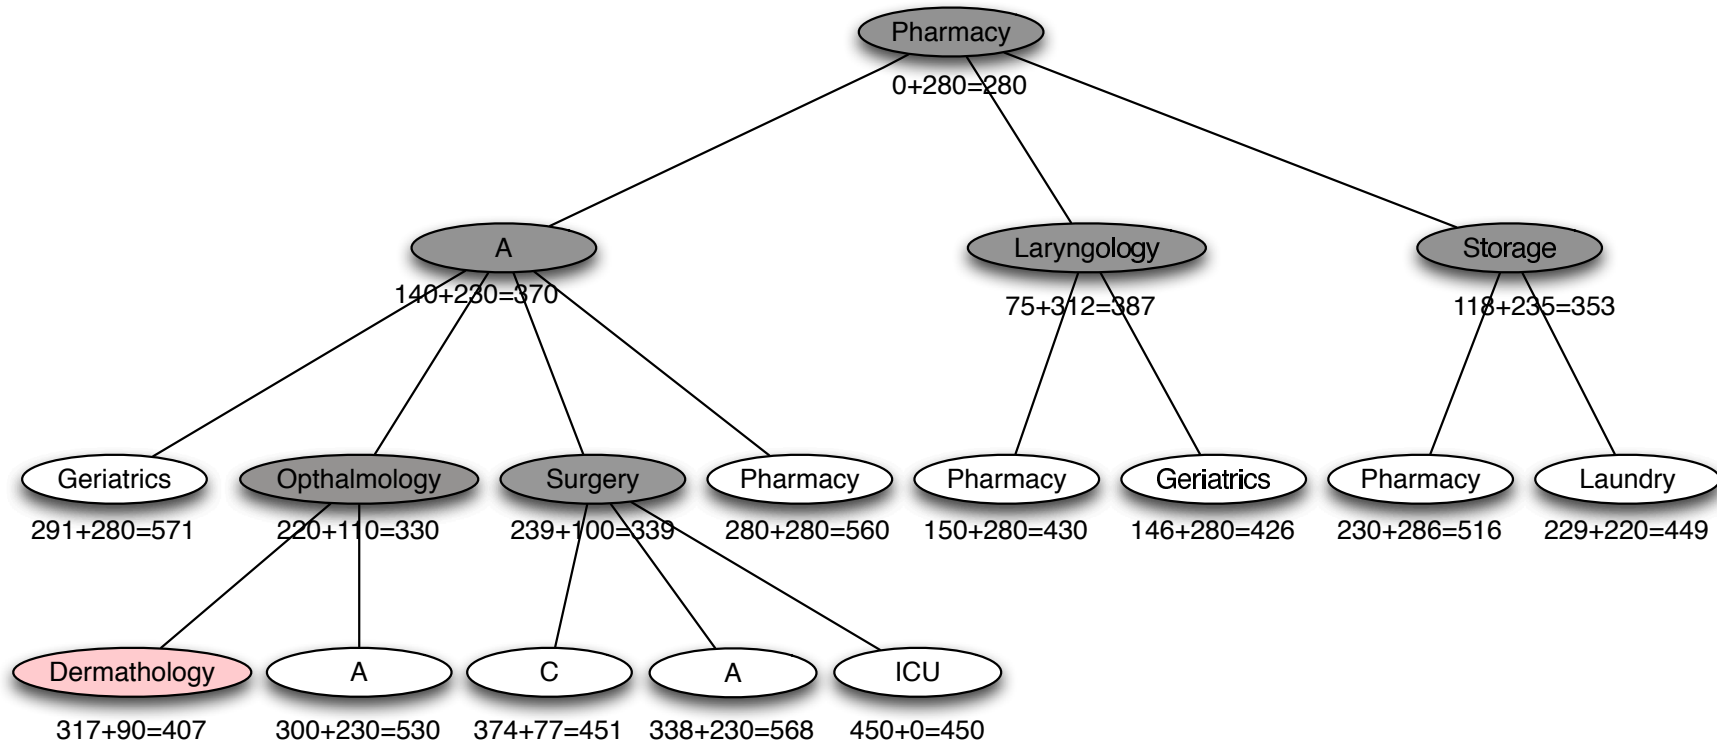 Pharmacy
0+280=280
A
Laryngology
Storage
140+230=370
75+312=387
118+235=353
Geriatrics
Opthalmology
Surgery
Pharmacy
Pharmacy
Geriatrics
Pharmacy
Laundry
291+280=571
220+110=330
239+100=339
280+280=560
150+280=430
146+280=426
230+286=516
229+220=449
Dermathology
A
C
A
ICU
317+90=407
300+230=530
374+77=451
338+230=568
450+0=450